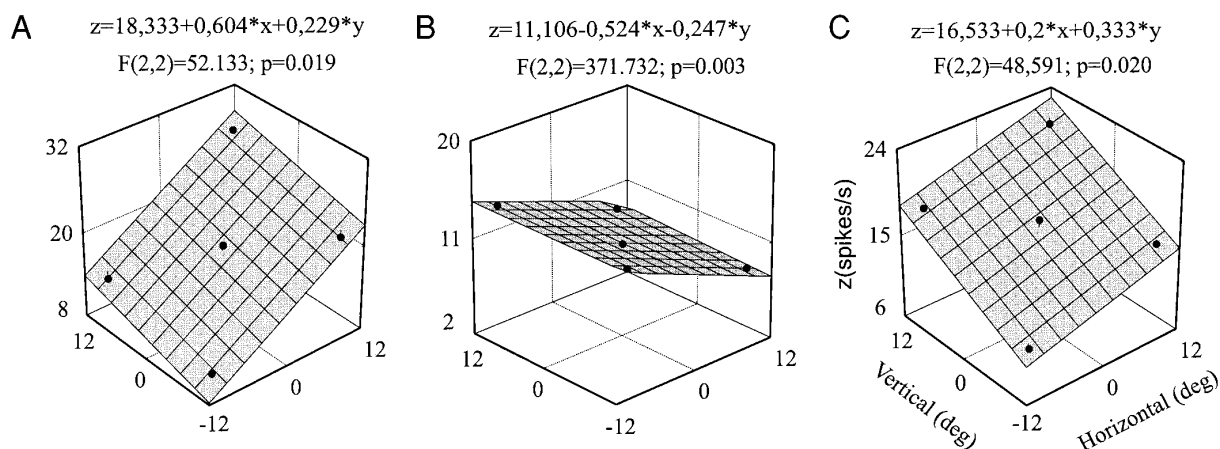 A
z=18,333+0,604*x+0,229*y
F(2,2)=52.133; p=0.019
32
20
8
12
0
-12
0
12
B
z=11,106-0,524*x-0,247*y
F(2,2)=371.732; p=0.003
20
11
2
12
0
-12
0
12
C
z=16,533+0,2*x+0,333*y
F(2,2)=48,591; p=0.020
z(spikes/s)
24
15
6
12
0
-12
0
12
Vertical (deg)
Horizontal (deg)